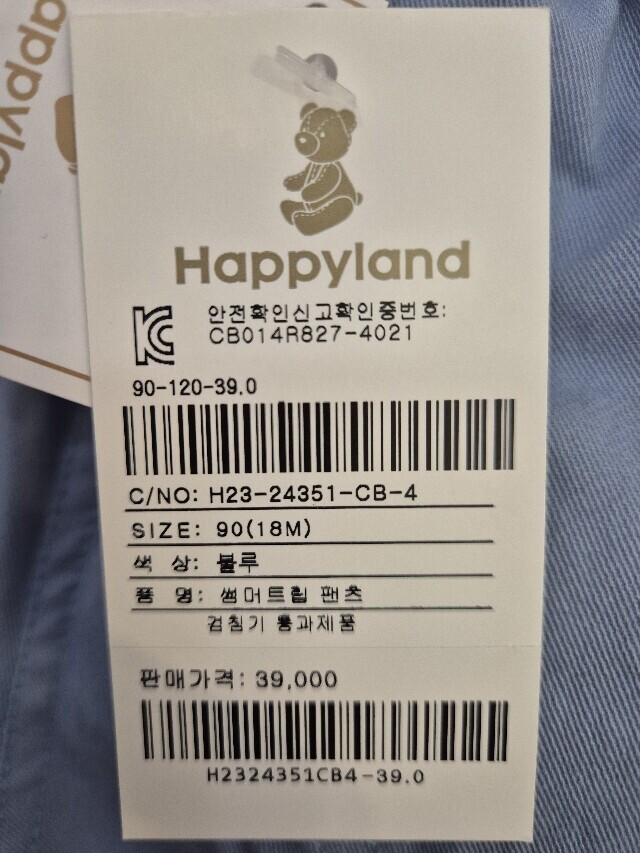 Happyland
안전확인신고확인증번호:
CB014R827-4021
90-120-39.0
C/NO: H23-24351-CB-4
SIZE: 90(18M)
색 상: 블루
품 명: 썸머트립 팬츠
검침기 통과제품
판매가격: 39,000
H2324351CB4-39.0